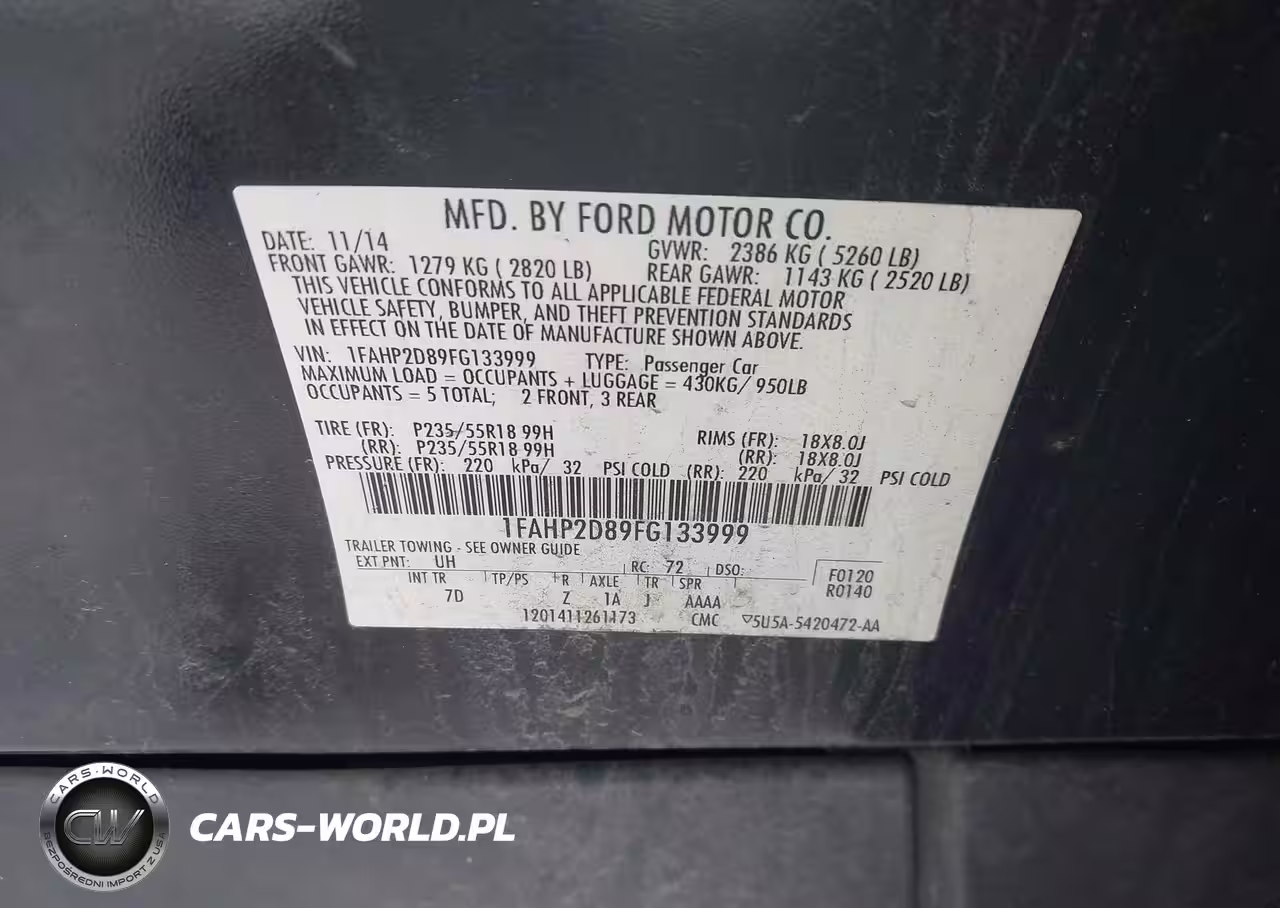 MFD. BY FORD MOTOR CO.
DATE: 11/14 GVWR: 2386 KG ( 5260 LB)
FRONT GAWR: 1279 KG ( 2820 LB) REAR GAWR: 1143 KG ( 2520 LB)
THIS VEHICLE CONFORMS TO ALL APPLICABLE FEDERAL MOTOR
VEHICLE SAFETY, BUMPER, AND THEFT PREVENTION STANDARDS
IN EFFECT ON THE DATE OF MANUFACTURE SHOWN ABOVE.
VIN: 1FAHP2D89FG133999 TYPE: Passenger Car
MAXIMUM LOAD = OCCUPANTS + LUGGAGE = 430KG/ 950LB
OCCUPANTS = 5 TOTAL; 2 FRONT, 3 REAR
TIRE (FR): P235/55R18 99H RIMS (FR): 18X8.0J
(RR): P235/55R18 99H (RR): 18X8.0J
PRESSURE (FR): 220 kPa/ 32 PSI COLD (RR): 220 kPa/ 32 PSI COLD
1FAHP2D89FG133999
TRAILER TOWING - SEE OWNER GUIDE
EXT PNT: UH RC: 72 DSO: F0120
INT TR TP/PS R AXLE TR SPR R0140
7D Z 1A J AAAA
1201411261173 CMC ▽5U5A-5420472-AA
CARS-WORLD
CW
BEZPOŚREDNI IMPORT Z USA
CARS-WORLD.PL